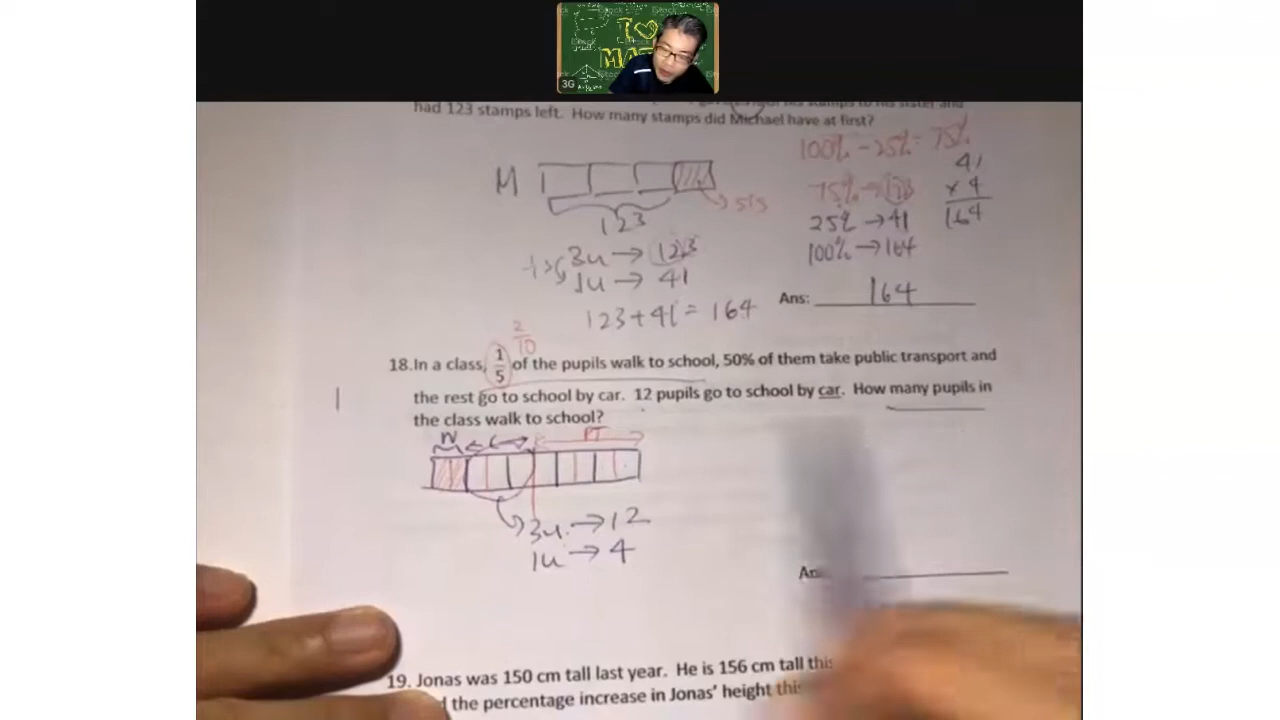 I
MAT
3G
had 123 stamps left. How many stamps did Michael have at first?
100% - 25% = 75%
M
41
x 4
164
75% → 123
sis
123
25% → 41
3u → 123
100% → 164
1u → 41
Ans: 164
123 + 41 = 164
2
10
18.In a class, 1/5 of the pupils walk to school, 50% of them take public transport and
the rest go to school by car. 12 pupils go to school by car. How many pupils in
the class walk to school?
W
C
PT
3u → 12
1u → 4
19. Jonas was 150 cm tall last year. He is 156 cm tall this
the percentage increase in Jonas' height this